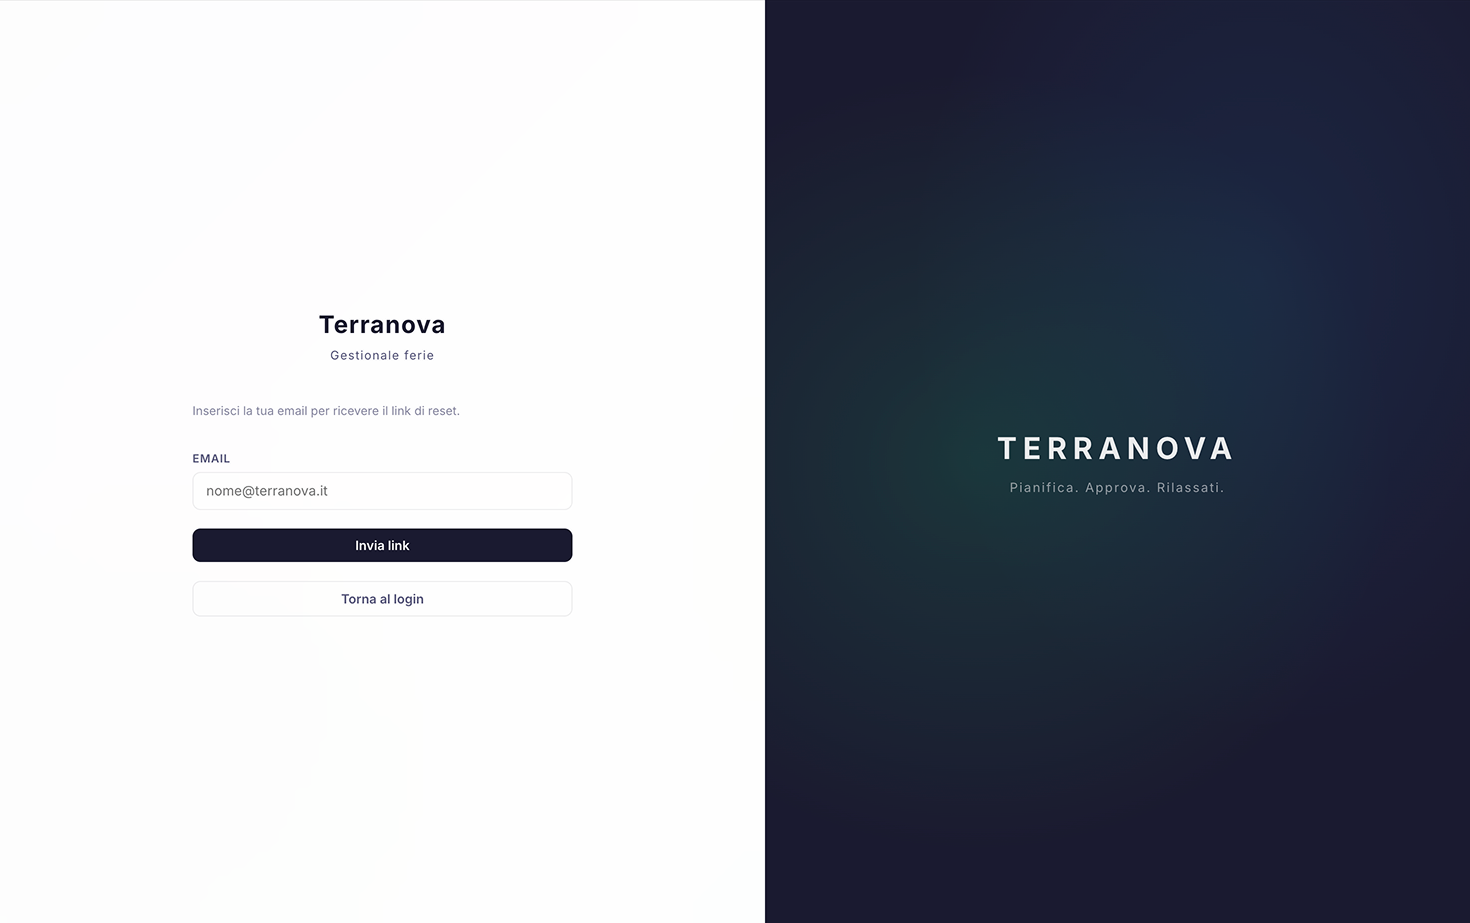 Terranova
Gestionale ferie
Inserisci la tua email per ricevere il link di reset.
EMAIL
nome@terranova.it
Invia link
Torna al login
TERRANOVA
Pianifica. Approva. Rilassati.